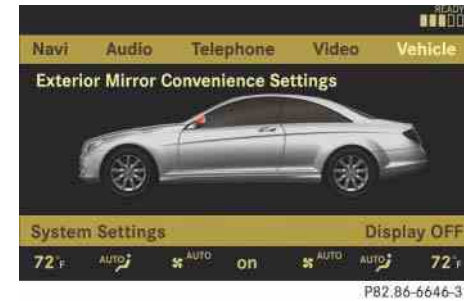 READY
Navi Audio Telephone Video Vehicle
Exterior Mirror Convenience Settings
System Settings Display OFF
72°F AUTO AUTO on AUTO AUTO 72°F
P82.86-6646-3